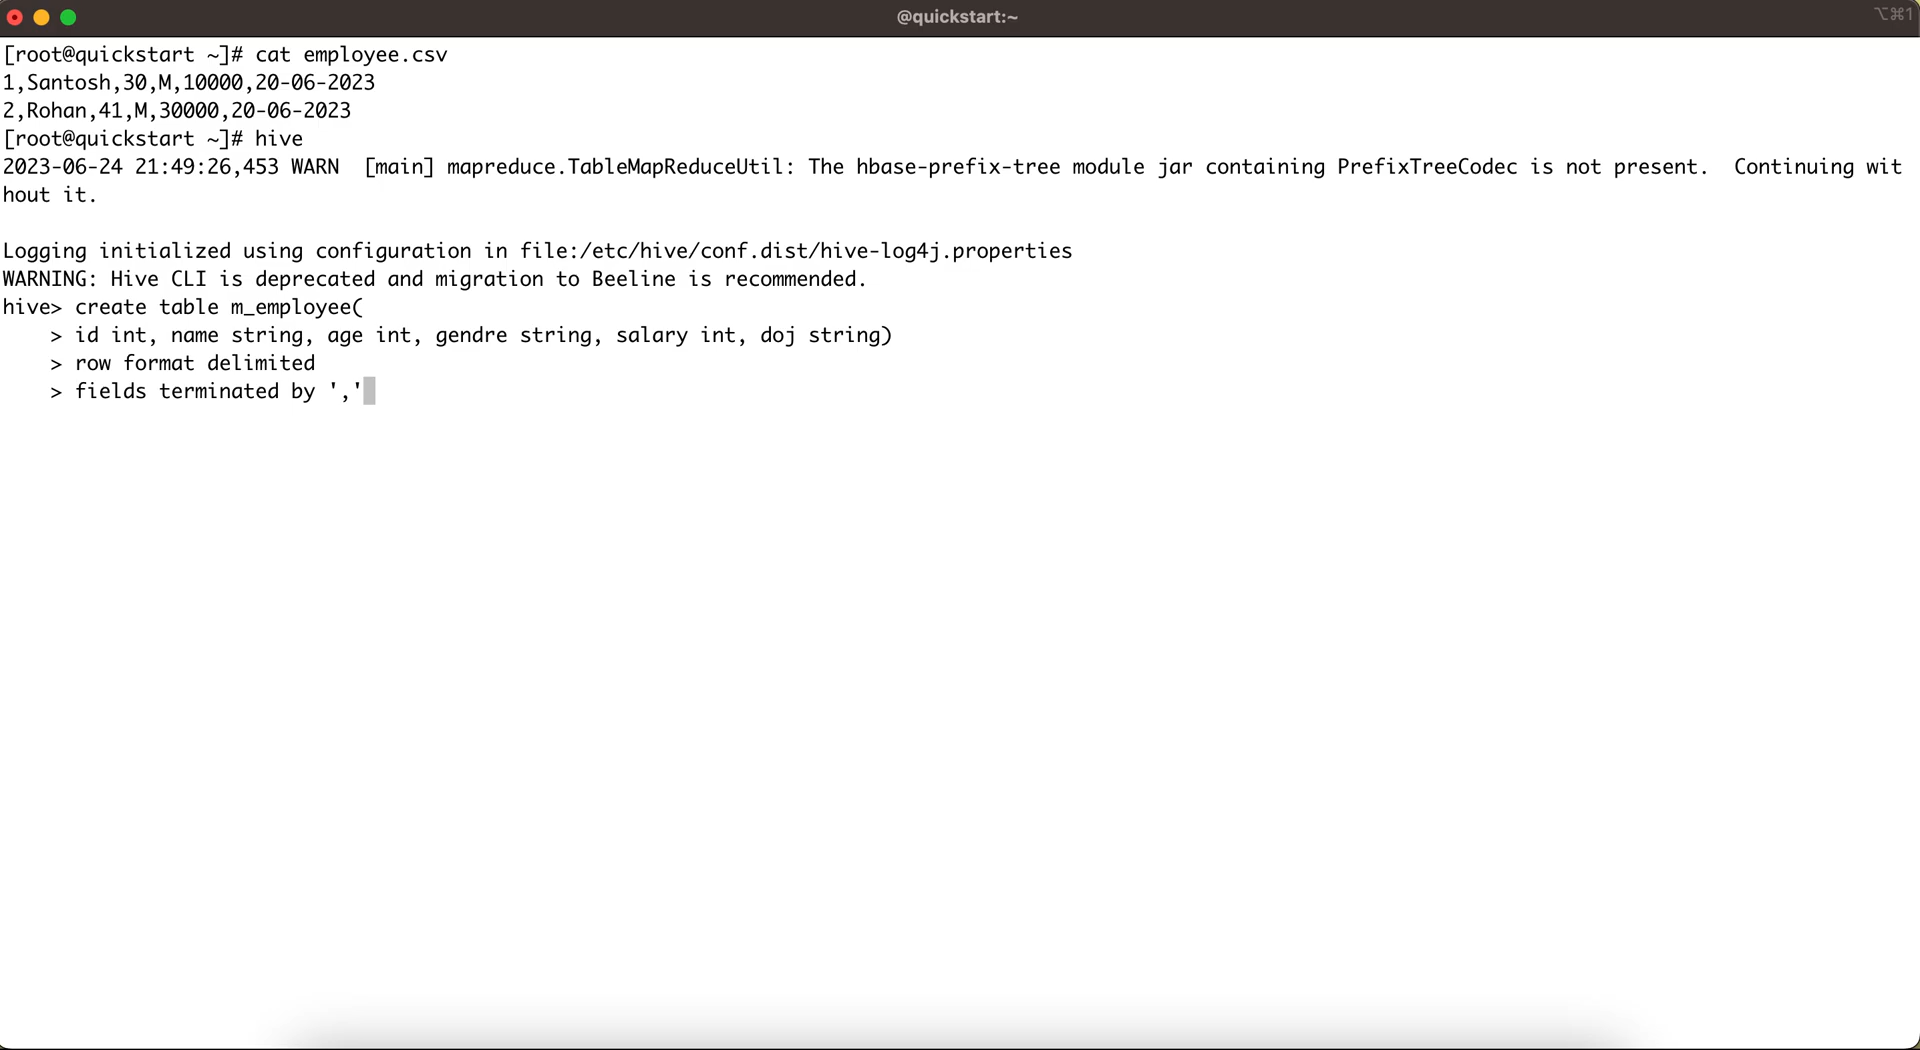 @quickstart:~
⌥⌘1
[root@quickstart ~]# cat employee.csv
1,Santosh,30,M,10000,20-06-2023
2,Rohan,41,M,30000,20-06-2023
[root@quickstart ~]# hive
2023-06-24 21:49:26,453 WARN  [main] mapreduce.TableMapReduceUtil: The hbase-prefix-tree module jar containing PrefixTreeCodec is not present.  Continuing wit
hout it.
Logging initialized using configuration in file:/etc/hive/conf.dist/hive-log4j.properties
WARNING: Hive CLI is deprecated and migration to Beeline is recommended.
hive> create table m_employee(
    > id int, name string, age int, gendre string, salary int, doj string)
    > row format delimited
    > fields terminated by ','